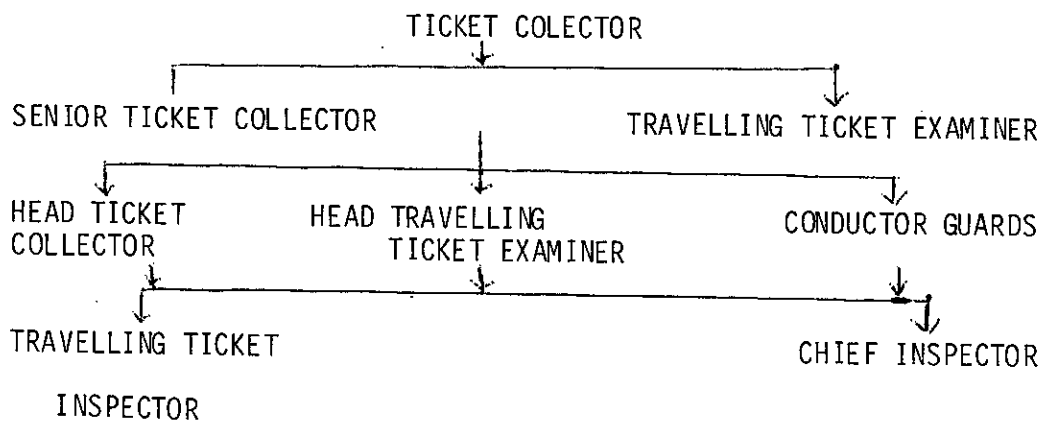 TICKET COLECTOR
SENIOR TICKET COLLECTOR TRAVELLING TICKET EXAMINER
HEAD TICKET COLLECTOR
HEAD TRAVELLING TICKET EXAMINER
CONDUCTOR GUARDS
TRAVELLING TICKET INSPECTOR
CHIEF INSPECTOR